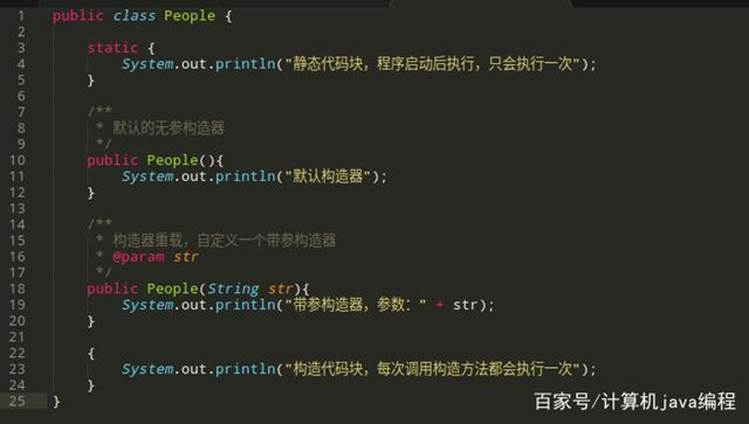 1 public class People {
2
3 static {
4 System.out.println("静态代码块，程序启动后执行，只会执行一次");
5 }
6
7 /**
8 * 默认的无参构造器
9 */
10 public People(){
11 System.out.println("默认构造器");
12 }
13
14 /**
15 * 构造器重载，自定义一个带参构造器
16 * @param str
17 */
18 public People(String str){
19 System.out.println("带参构造器，参数：" + str);
20 }
21
22 {
23 System.out.println("构造代码块，每次调用构造方法都会执行一次");
24 }
25 }
百家号/计算机java编程